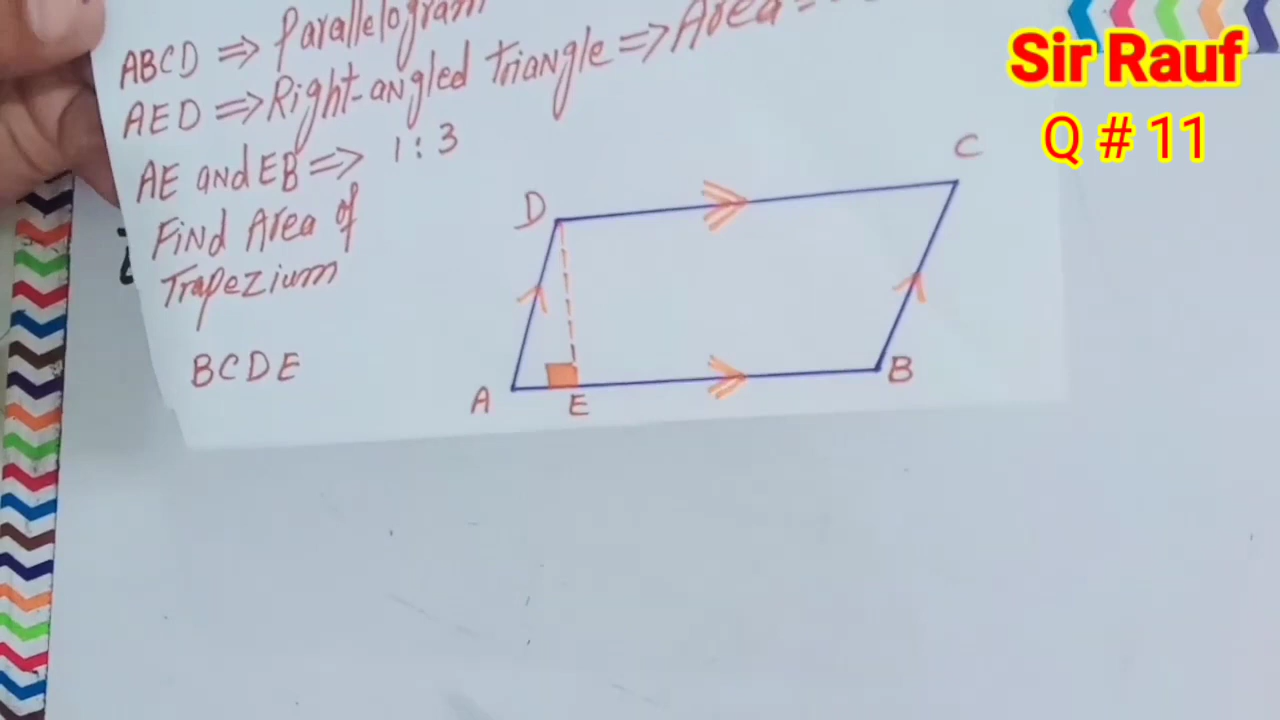 ABCD => Parallelogram
AED => Right-angled triangle => Area =
AE and EB => 1 : 3
Find Area of
Trapezium
BCDE
Sir Rauf
Q # 11
D
C
A
E
B